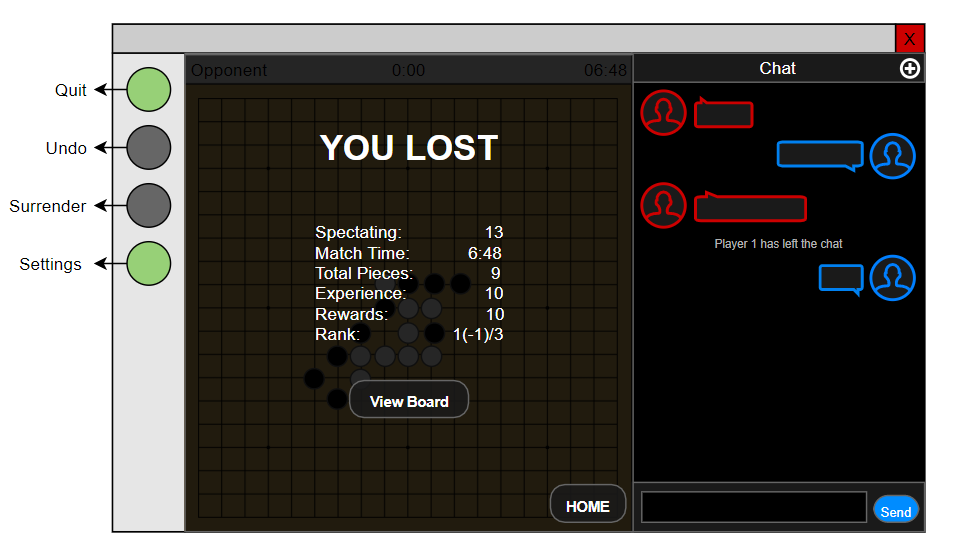 X
Quit
Undo
Surrender
Settings
Opponent 0:00 06:48
YOU LOST
Spectating: 13
Match Time: 6:48
Total Pieces: 9
Experience: 10
Rewards: 10
Rank: 1(-1)/3
View Board
HOME
Chat
Player 1 has left the chat
Send